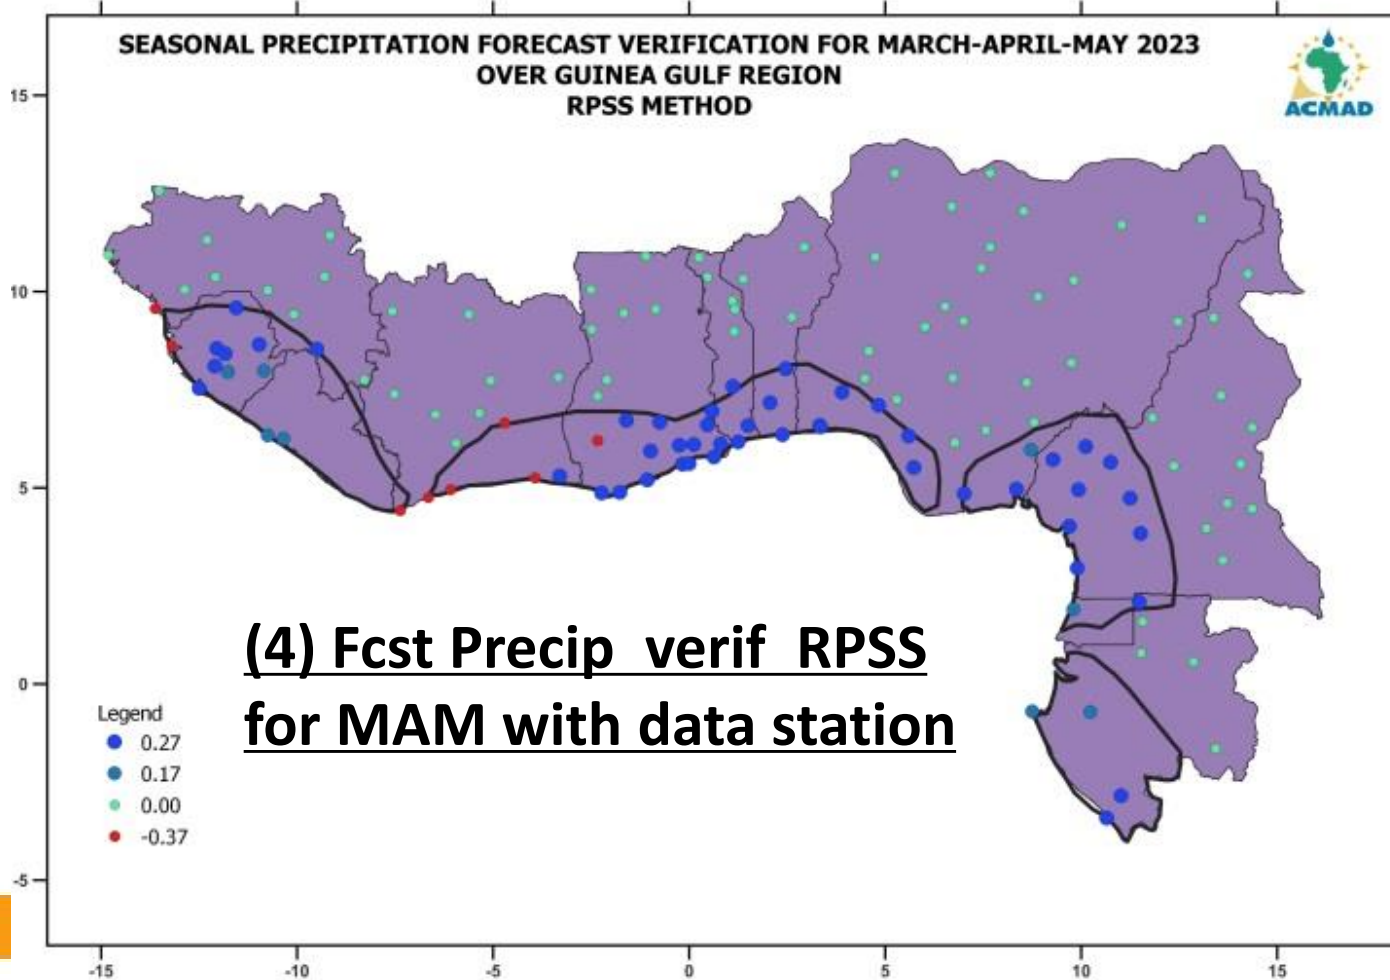 SEASONAL PRECIPITATION FORECAST VERIFICATION FOR MARCH-APRIL-MAY 2023
OVER GUINEA GULF REGION
RPSS METHOD
ACMAD
15
10
5
0
-5
(4) Fcst Precip verif RPSS
for MAM with data station
Legend
0.27
0.17
0.00
-0.37
-15
-10
-5
0
5
10
15